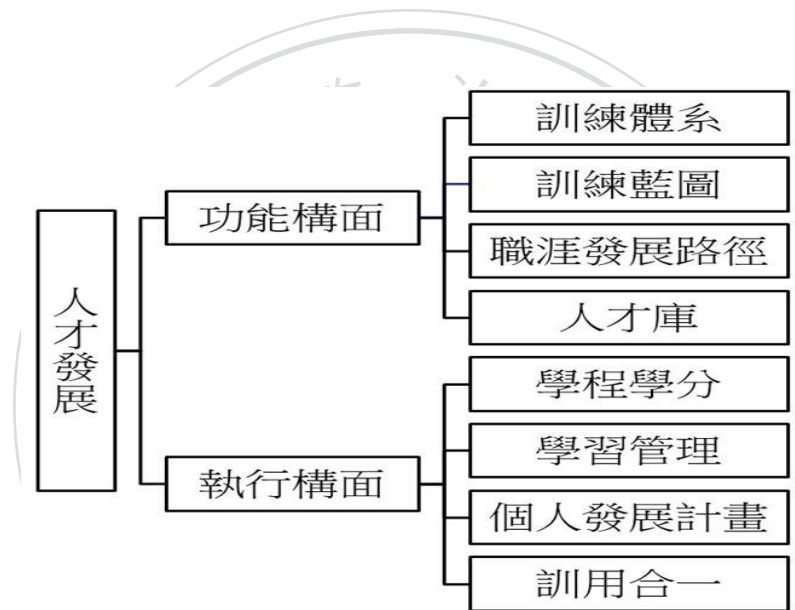 人才發展
功能構面
訓練體系
訓練藍圖
職涯發展路徑
人才庫
執行構面
學程學分
學習管理
個人發展計畫
訓用合一